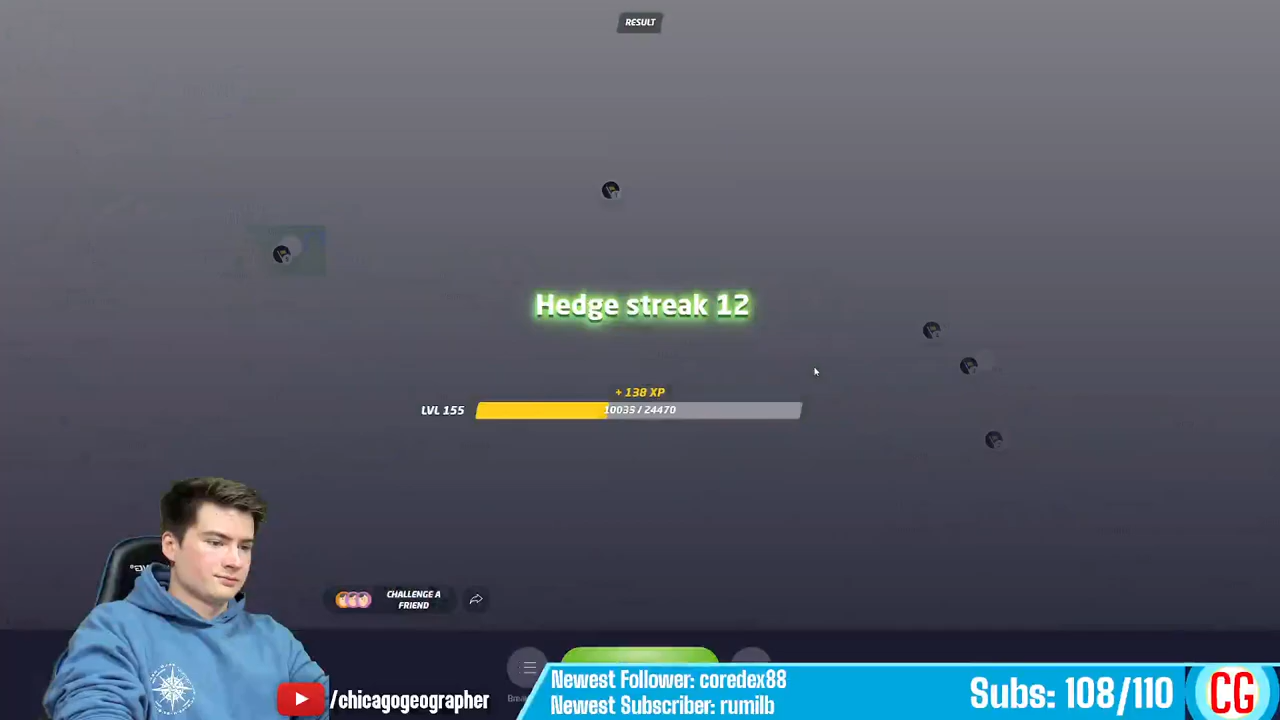 RESULT
Hedge streak 12
+ 138 XP
LVL 155
10035 / 24470
CHALLENGE A
FRIEND
/chicagogeographer
Newest Follower: coredex88
Newest Subscriber: rumilb
Subs: 108/110
CG